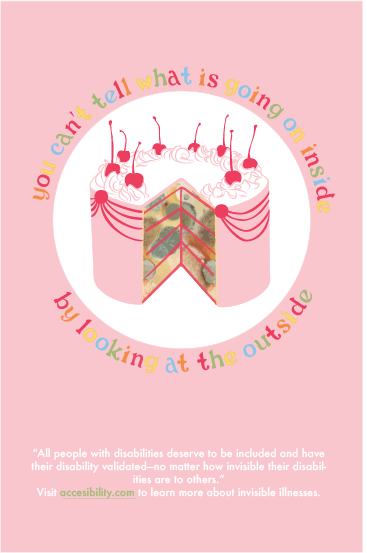 you can't tell what is going on inside
by looking at the outside
"All people with disabilities deserve to be included and have
their disability validated—no matter how invisible their disabil-
ities are to others."
Visit accesibility.com to learn more about invisible illnesses.